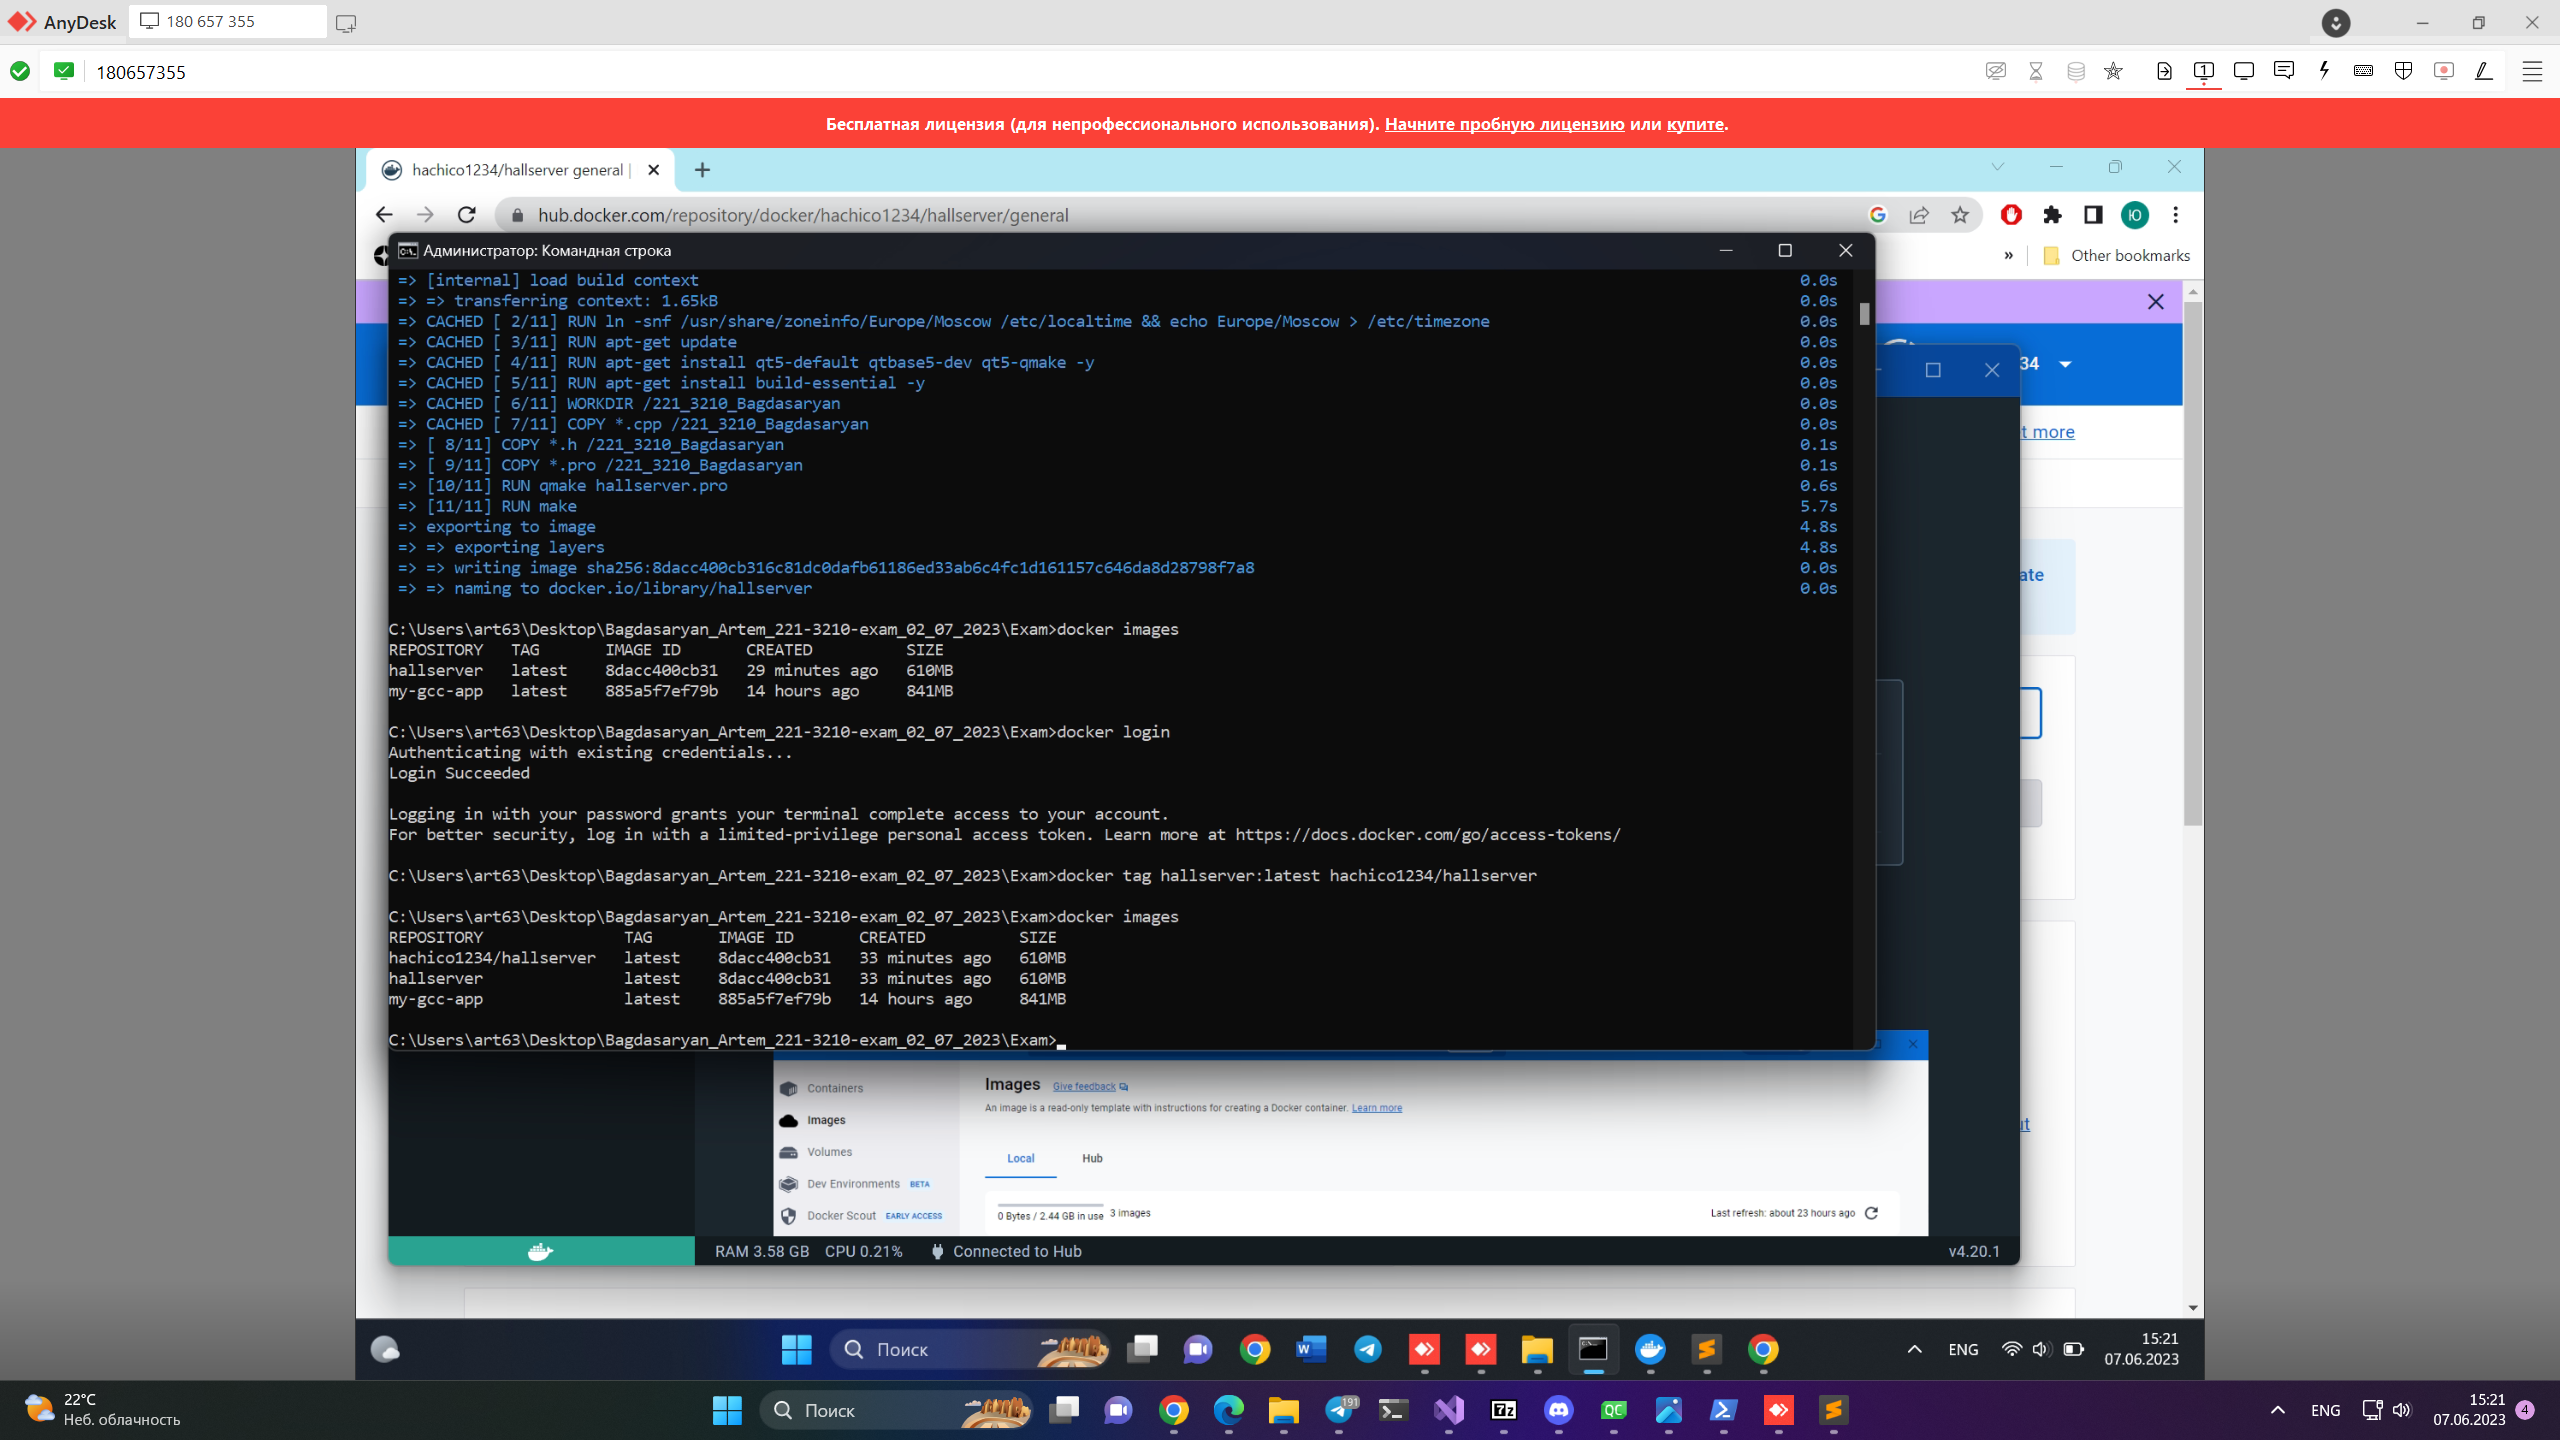 AnyDesk
180 657 355
180657355
Бесплатная лицензия (для непрофессионального использования). Начните пробную лицензию или купите.
hachico1234/hallserver general |
hub.docker.com/repository/docker/hachico1234/hallserver/general
Ю
» Other bookmarks
Администратор: Командная строка
=> [internal] load build context 0.0s
=> => transferring context: 1.65kB 0.0s
=> CACHED [ 2/11] RUN ln -snf /usr/share/zoneinfo/Europe/Moscow /etc/localtime && echo Europe/Moscow > /etc/timezone 0.0s
=> CACHED [ 3/11] RUN apt-get update 0.0s
=> CACHED [ 4/11] RUN apt-get install qt5-default qtbase5-dev qt5-qmake -y 0.0s
=> CACHED [ 5/11] RUN apt-get install build-essential -y 0.0s
=> CACHED [ 6/11] WORKDIR /221_3210_Bagdasaryan 0.0s
=> CACHED [ 7/11] COPY *.cpp /221_3210_Bagdasaryan 0.0s
=> [ 8/11] COPY *.h /221_3210_Bagdasaryan 0.1s
=> [ 9/11] COPY *.pro /221_3210_Bagdasaryan 0.1s
=> [10/11] RUN qmake hallserver.pro 0.6s
=> [11/11] RUN make 5.7s
=> exporting to image 4.8s
=> => exporting layers 4.8s
=> => writing image sha256:8dacc400cb316c81dc0dafb61186ed33ab6c4fc1d161157c646da8d28798f7a8 0.0s
=> => naming to docker.io/library/hallserver 0.0s
C:\Users\art63\Desktop\Bagdasaryan_Artem_221-3210-exam_02_07_2023\Exam>docker images
REPOSITORY TAG IMAGE ID CREATED SIZE
hallserver latest 8dacc400cb31 29 minutes ago 610MB
my-gcc-app latest 885a5f7ef79b 14 hours ago 841MB
C:\Users\art63\Desktop\Bagdasaryan_Artem_221-3210-exam_02_07_2023\Exam>docker login
Authenticating with existing credentials...
Login Succeeded
Logging in with your password grants your terminal complete access to your account.
For better security, log in with a limited-privilege personal access token. Learn more at https://docs.docker.com/go/access-tokens/
C:\Users\art63\Desktop\Bagdasaryan_Artem_221-3210-exam_02_07_2023\Exam>docker tag hallserver:latest hachico1234/hallserver
C:\Users\art63\Desktop\Bagdasaryan_Artem_221-3210-exam_02_07_2023\Exam>docker images
REPOSITORY TAG IMAGE ID CREATED SIZE
hachico1234/hallserver latest 8dacc400cb31 33 minutes ago 610MB
hallserver latest 8dacc400cb31 33 minutes ago 610MB
my-gcc-app latest 885a5f7ef79b 14 hours ago 841MB
C:\Users\art63\Desktop\Bagdasaryan_Artem_221-3210-exam_02_07_2023\Exam>
34
t more
ate
Containers
Images
Volumes
Dev Environments BETA
Docker Scout EARLY ACCESS
Images Give feedback
An image is a read-only template with instructions for creating a Docker container. Learn more
Local Hub
0 Bytes / 2.44 GB in use 3 images
Last refresh: about 23 hours ago
RAM 3.58 GB CPU 0.21% Connected to Hub v4.20.1
Поиск
ENG
15:21
07.06.2023
22°C
Неб. облачность
Поиск
191
ENG
15:21
07.06.2023
4